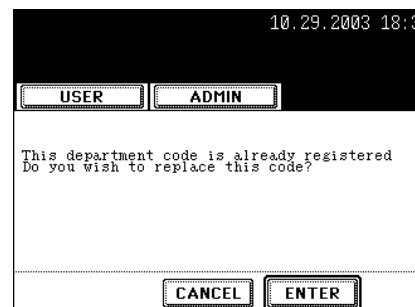 10.29.2003 18:3
USER ADMIN
This department code is already registered
Do you wish to replace this code?
CANCEL ENTER